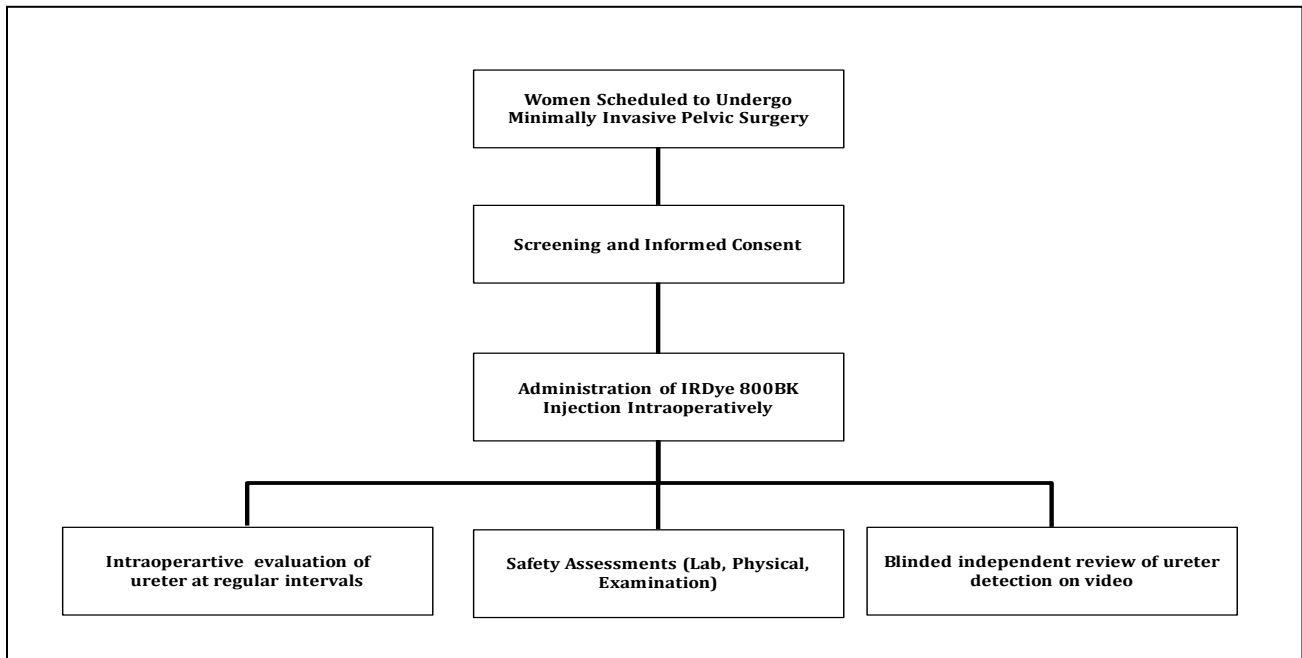 Women Scheduled to Undergo
Minimally Invasive Pelvic Surgery
Screening and Informed Consent
Administration of IRDye 800BK
Injection Intraoperatively
Intraoperartive evaluation of
ureter at regular intervals
Safety Assessments (Lab, Physical,
Examination)
Blinded independent review of ureter
detection on video